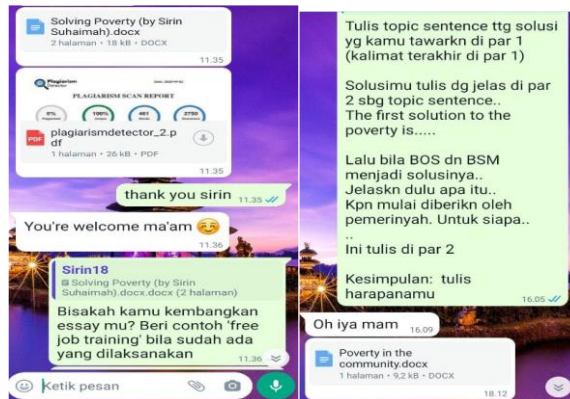 Solving Poverty (by Sirin
Suhaimah).docx
2 halaman • 18 kB • DOCX
11.35
Plagiarism
Detector
PLAGIARISM SCAN REPORT
0%
100%
461
2750
plagiarismdetector_2.p
df
1 halaman • 26 kB • PDF
11.35
thank you sirin 11.35
You're welcome ma'am
11.36
Sirin18
Solving Poverty (by Sirin
Suhaimah).docx.docx (2 halaman)
Bisakah kamu kembangkan
essay mu? Beri contoh 'free
job training' bila sudah ada
yang dilaksanakan 11.36
Ketik pesan
Tulis topic sentence ttg solusi
yg kamu tawarkn di par 1
(kalimat terakhir di par 1)
Solusimu tulis dg jelas di par
2 sbg topic sentence..
The first solution to the
poverty is.....
Lalu bila BOS dn BSM
menjadi solusinya..
Jelaskn dulu apa itu..
Kpn mulai diberikn oleh
pemerinyah. Untuk siapa..
..
Ini tulis di par 2
Kesimpulan: tulis
harapanamu
16.05
Oh iya mam 16.09
Poverty in the
community.docx
1 halaman • 9,2 kB • DOCX
18.12